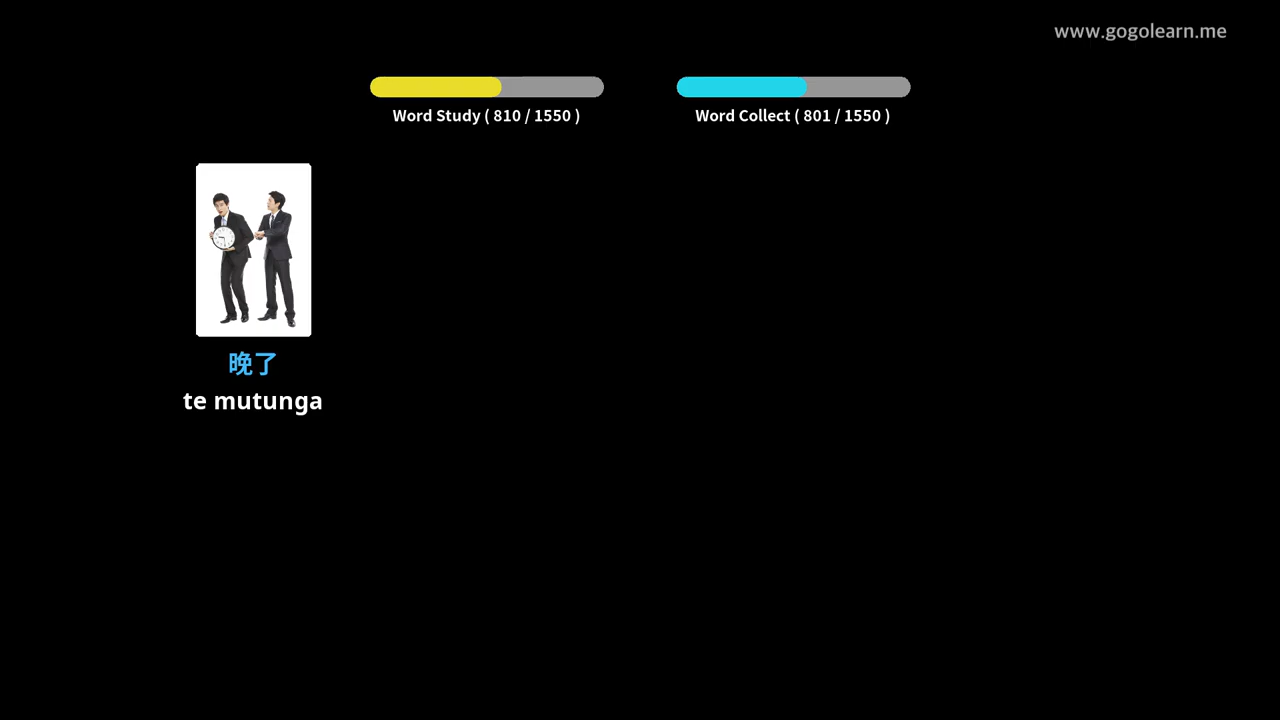 www.gogolearn.me
Word Study ( 810 / 1550 )
Word Collect ( 801 / 1550 )
晚了
te mutunga